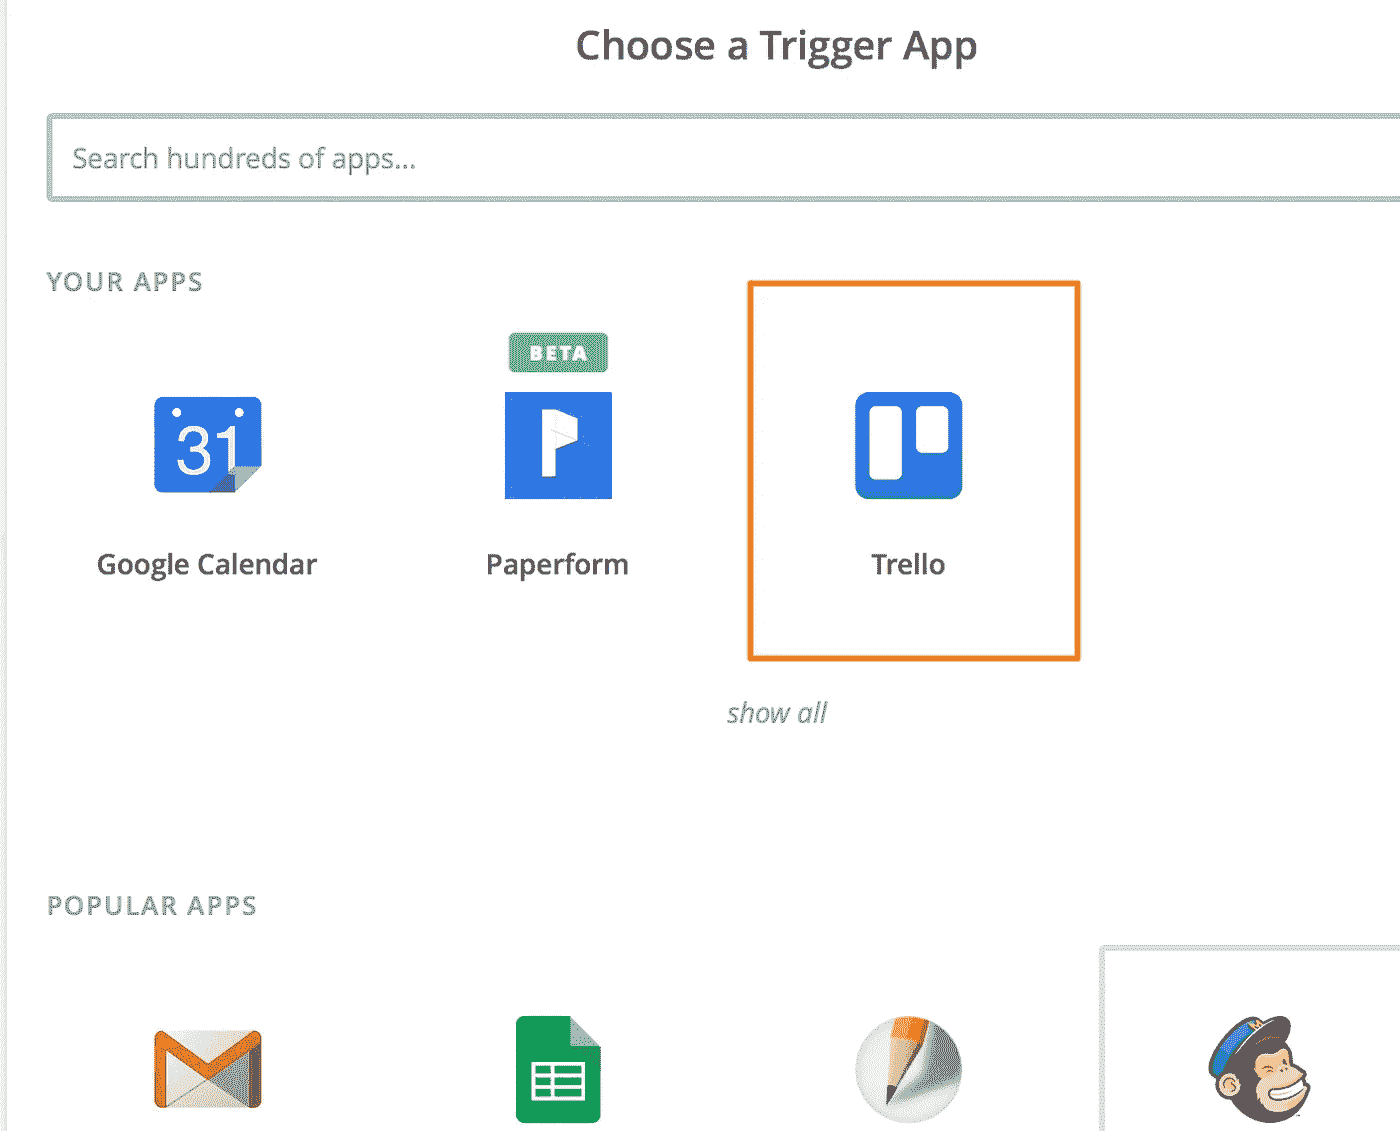 Choose a Trigger App
Search hundreds of apps...
YOUR APPS
BETA
31
Google Calendar
Paperform
Trello
show all
POPULAR APPS